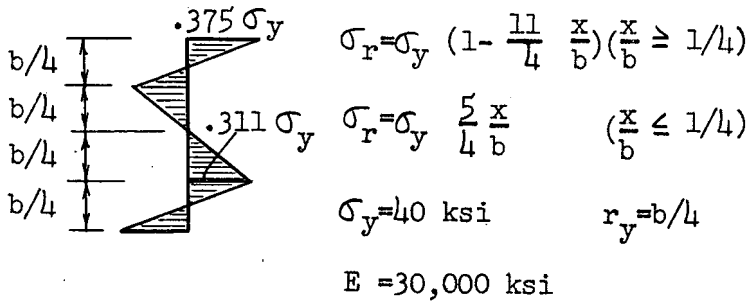 .375 σy
σr=σy (1- 11/4 x/b)(x/b ≥ 1/4)
b/4
b/4
.311 σy
σr=σy 5/4 x/b (x/b ≤ 1/4)
b/4
b/4
σy=40 ksi ry=b/4
E =30,000 ksi